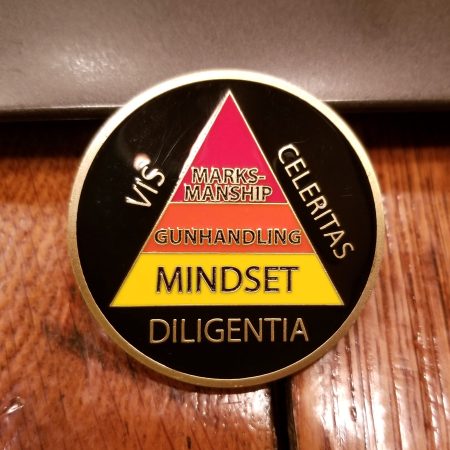 VIS
CELERITAS
MARKS-
MANSHIP
GUNHANDLING
MINDSET
DILIGENTIA